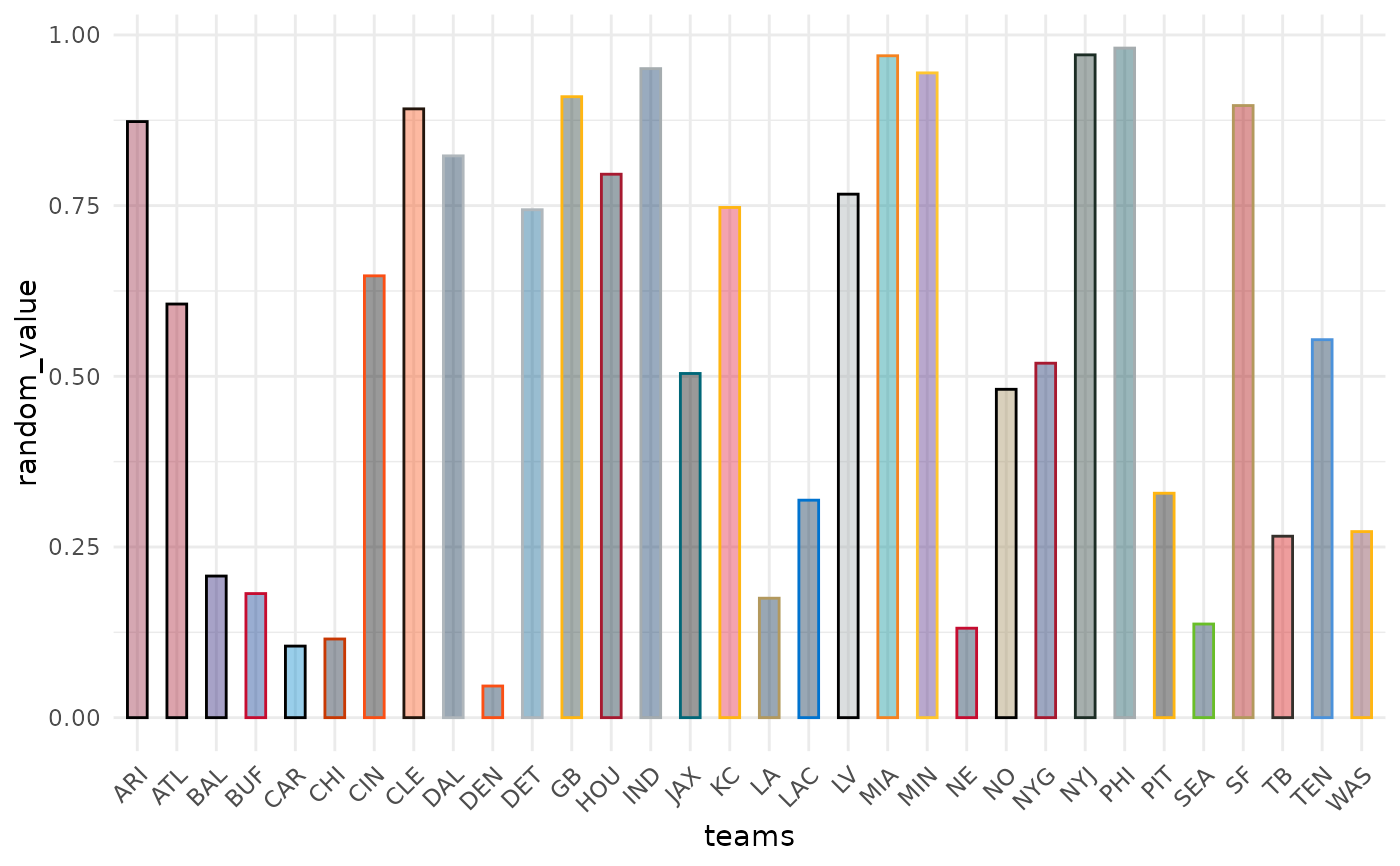 random_value
1.00
0.75
0.50
0.25
0.00
ARI ATL BAL BUF CAR CHI CIN CLE DAL DEN DET GB HOU IND JAX KC LA LAC LV MIA MIN NE NO NYG NYJ PHI PIT SEA SF TB TEN WAS
teams